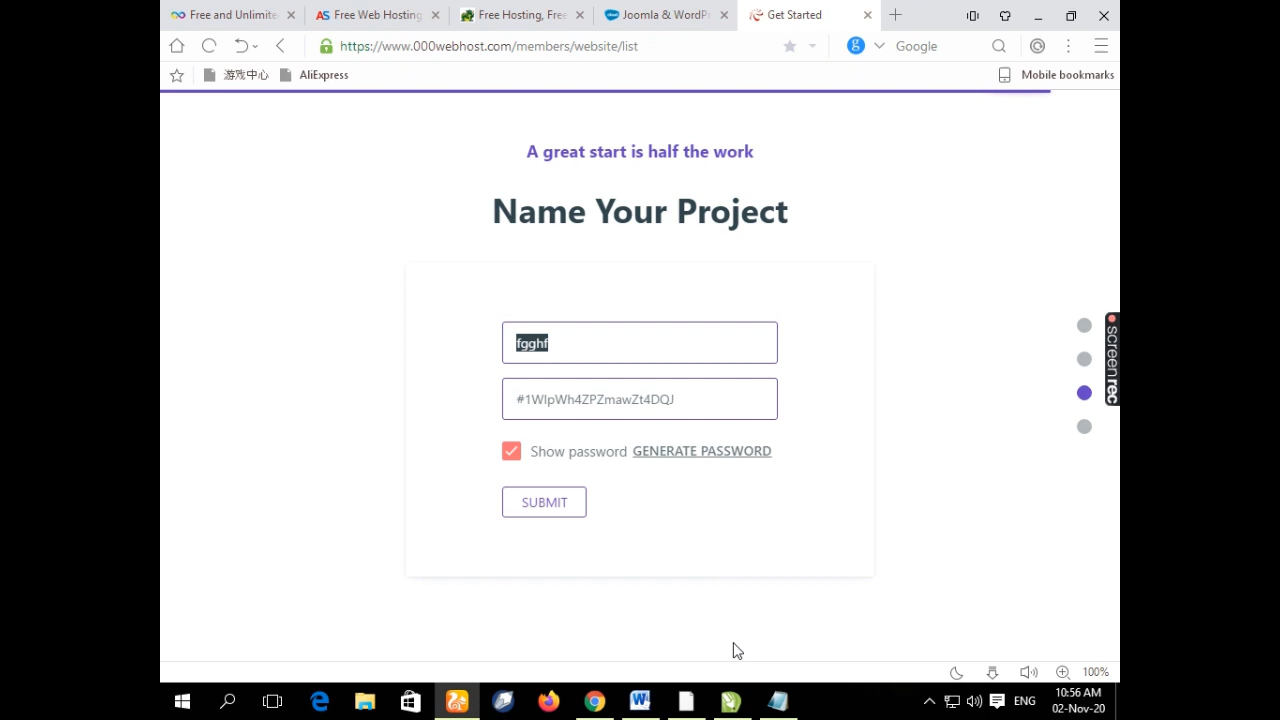 Free and Unlimite
Free Web Hosting
Free Hosting, Free
Joomla & WordPr
Get Started
https://www.000webhost.com/members/website/list
Google
游戏中心
AliExpress
Mobile bookmarks
A great start is half the work
Name Your Project
fgghf
#1WIpWh4ZPZmawZt4DQJ
Show password GENERATE PASSWORD
SUBMIT
screenrec
100%
ENG
10:56 AM
02-Nov-20